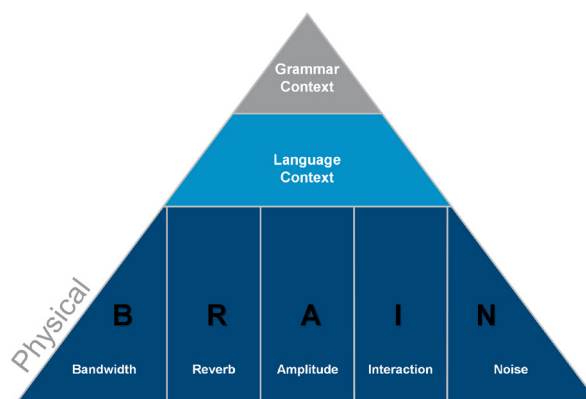 Grammar
Context
Language
Context
Physical
B R A I N
Bandwidth Reverb Amplitude Interaction Noise